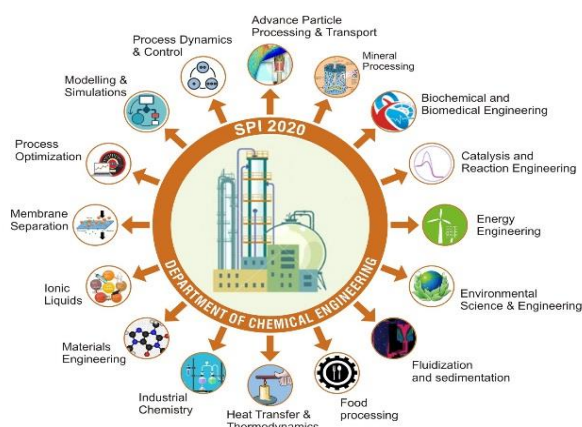 Advance Particle
Processing & Transport
Process Dynamics
& Control
Mineral
Processing
Modelling &
Simulations
Biochemical and
Biomedical Engineering
SPI 2020
Process
Optimization
Catalysis and
Reaction Engineering
Membrane
Separation
Energy
Engineering
Ionic
Liquids
Environmental
Science & Engineering
DEPARTMENT OF CHEMICAL ENGINEERING
Materials
Engineering
Fluidization
and sedimentation
Industrial
Chemistry
Heat Transfer &
Thermodynamics
Food
processing